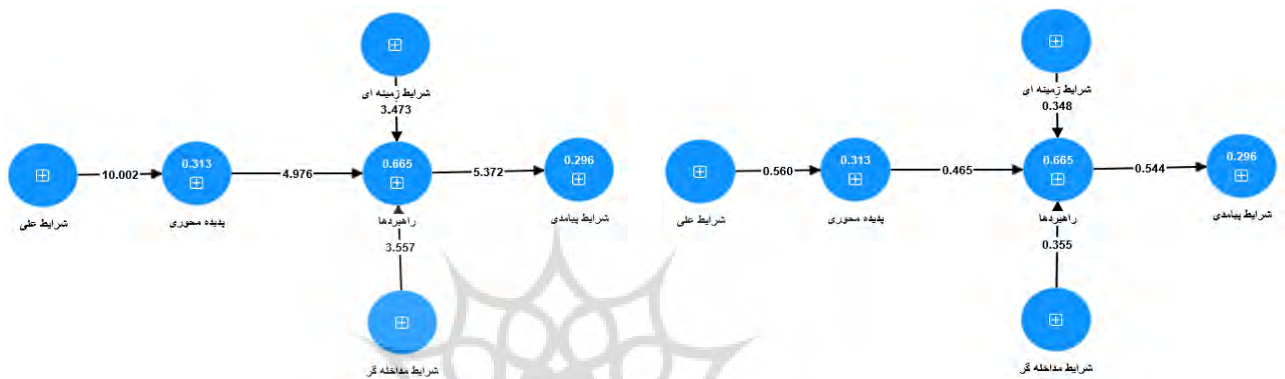 شرایط زمینه ای
3.473
0.313
0.665
0.296
10.002
4.976
5.372
شرایط علی
پدیده محوری
راهبردها
شرایط پیامدی
3.557
شرایط مداخله گر
شرایط زمینه ای
0.348
0.313
0.665
0.296
0.560
0.465
0.544
شرایط علی
پدیده محوری
راهبردها
شرایط پیامدی
0.355
شرایط مداخله گر